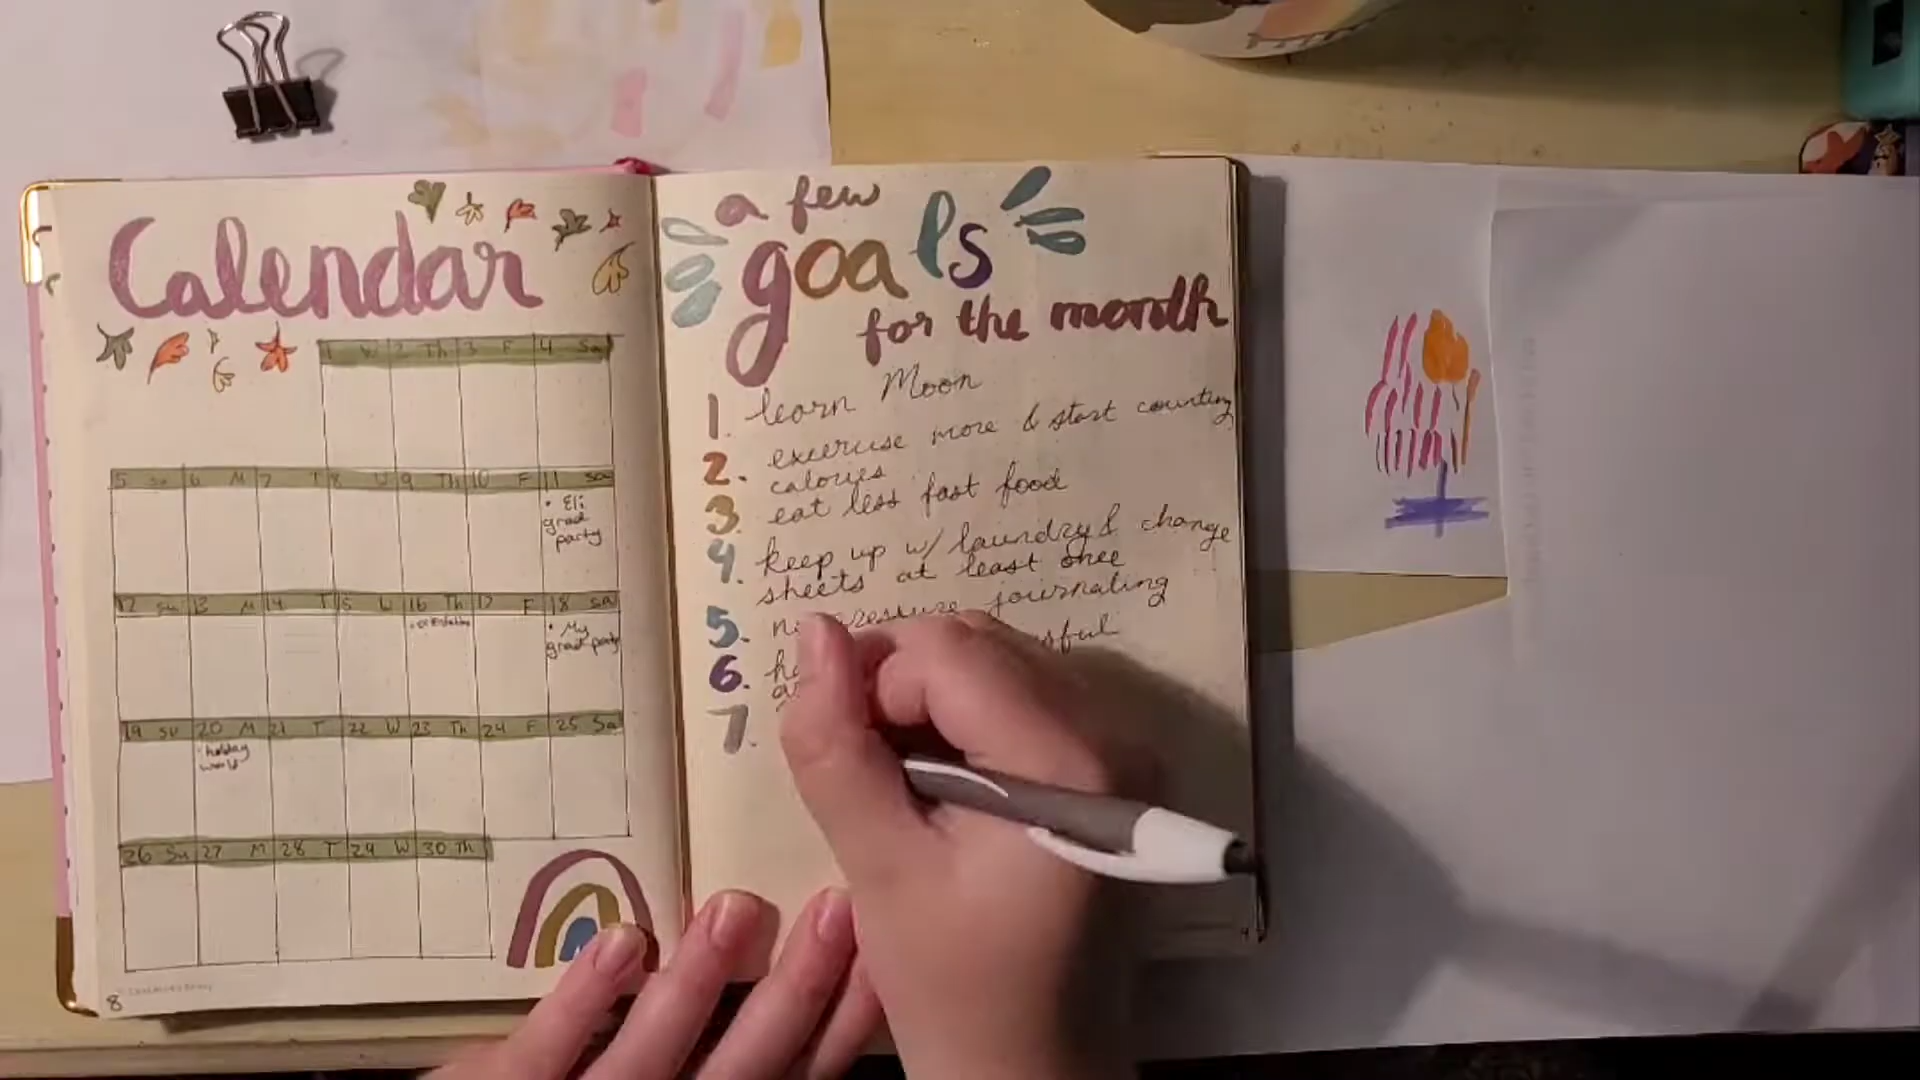 Calendar
1 W 2 Th 3 F 4 Sa
5 Su 6 M 7 T 8 W 9 Th 10 F 11 Sa
• Eli
grad
party
12 Su 13 M 14 T 15 W 16 Th 17 F 18 Sa
• My
grad party
19 Su 20 M 21 T 22 W 23 Th 24 F 25 Sa
• holiday
world
26 Su 27 M 28 T 29 W 30 Th
8
a few
goals
for the month
1. learn Moon
2. exercise more & start counting
calories
3. eat less fast food
4. keep up w/ laundry & change
sheets at least once
5. journaling
6.
7.